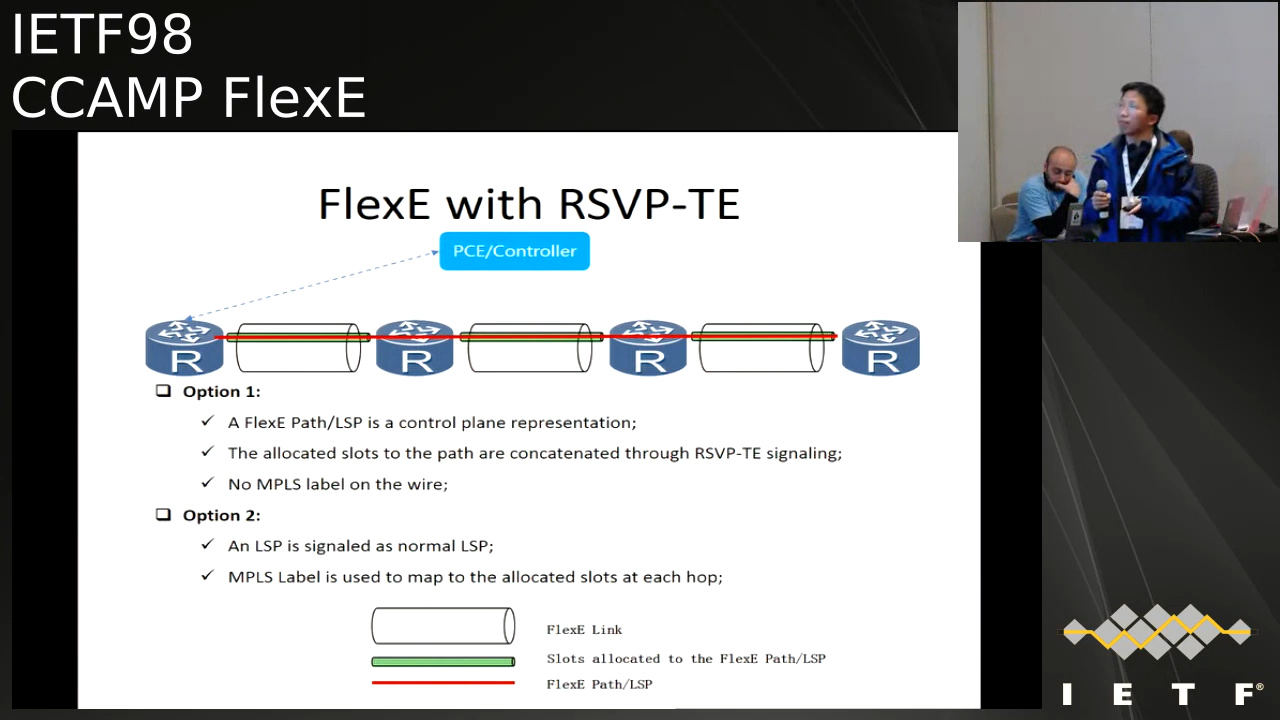 IETF98
CCAMP FlexE
FlexE with RSVP-TE
PCE/Controller
R
R
R
R
❑ Option 1:
✓ A FlexE Path/LSP is a control plane representation;
✓ The allocated slots to the path are concatenated through RSVP-TE signaling;
✓ No MPLS label on the wire;
❑ Option 2:
✓ An LSP is signaled as normal LSP;
✓ MPLS Label is used to map to the allocated slots at each hop;
FlexE Link
Slots allocated to the FlexE Path/LSP
FlexE Path/LSP
I E T F®